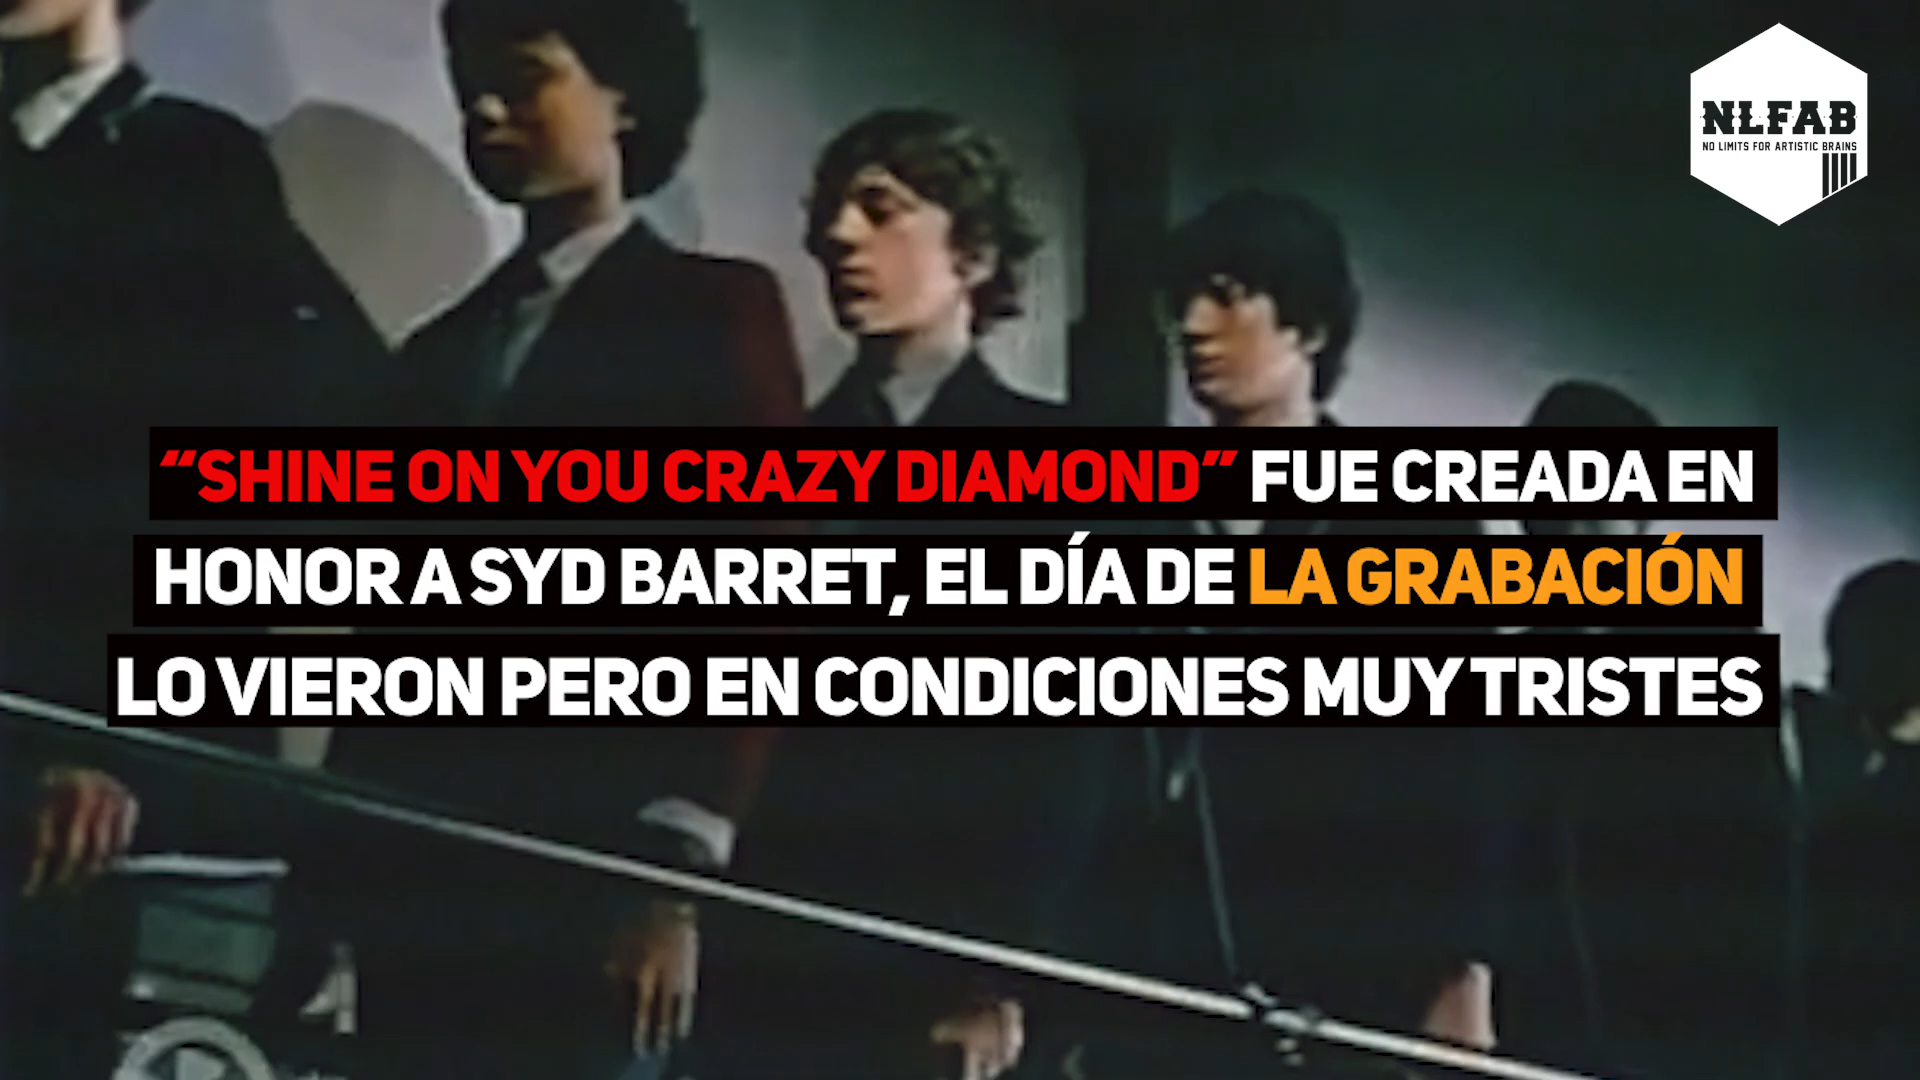 NLFAB
NO LIMITS FOR ARTISTIC BRAINS
“SHINE ON YOU CRAZY DIAMOND” FUE CREADA EN
HONOR A SYD BARRET, EL DÍA DE LA GRABACIÓN
LO VIERON PERO EN CONDICIONES MUY TRISTES